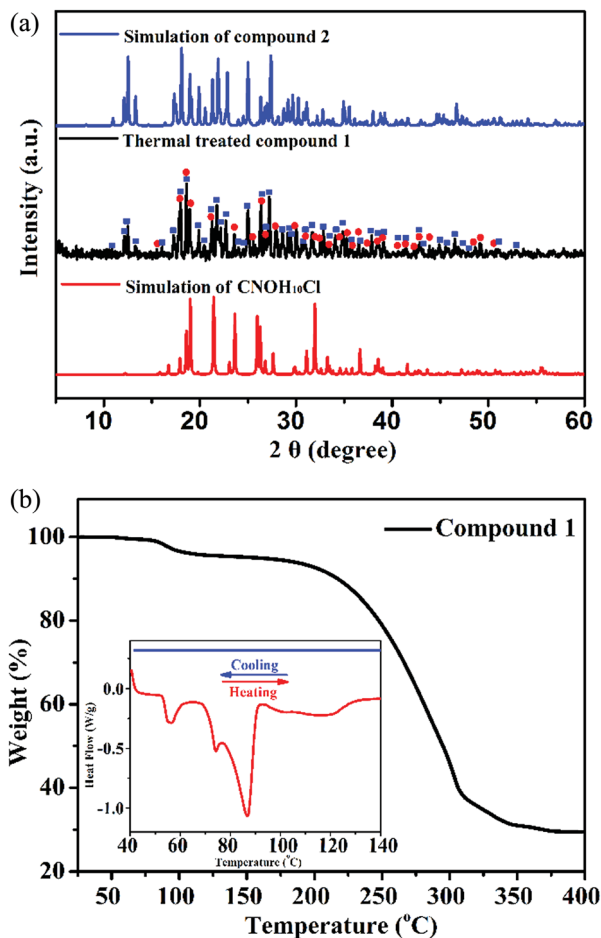 (a)
Simulation of compound 2
Thermal treated compound 1
Simulation of CNOH₁₀Cl
Intensity (a.u.)
10 20 30 40 50 60
2 θ (degree)
(b)
Compound 1
100
80
60
40
20
Weight (%)
Cooling
Heating
0.0
-0.5
-1.0
Heat Flow (W/g)
40 60 80 100 120 140
Temperature (°C)
50 100 150 200 250 300 350 400
Temperature (°C)